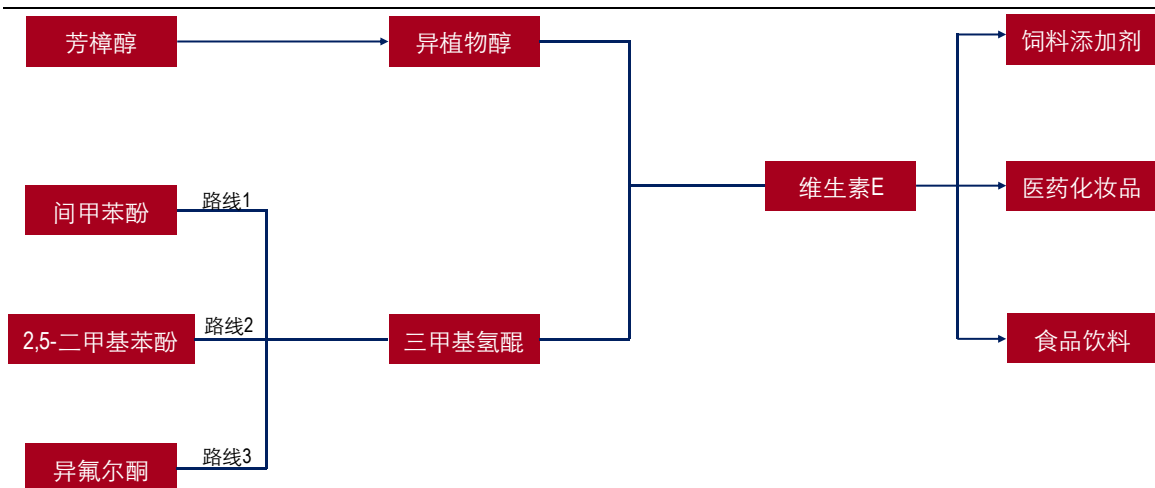 芳樟醇
异植物醇
饲料添加剂
间甲苯酚
路线1
维生素E
医药化妆品
2,5-二甲基苯酚
路线2
三甲基氢醌
食品饮料
异氟尔酮
路线3